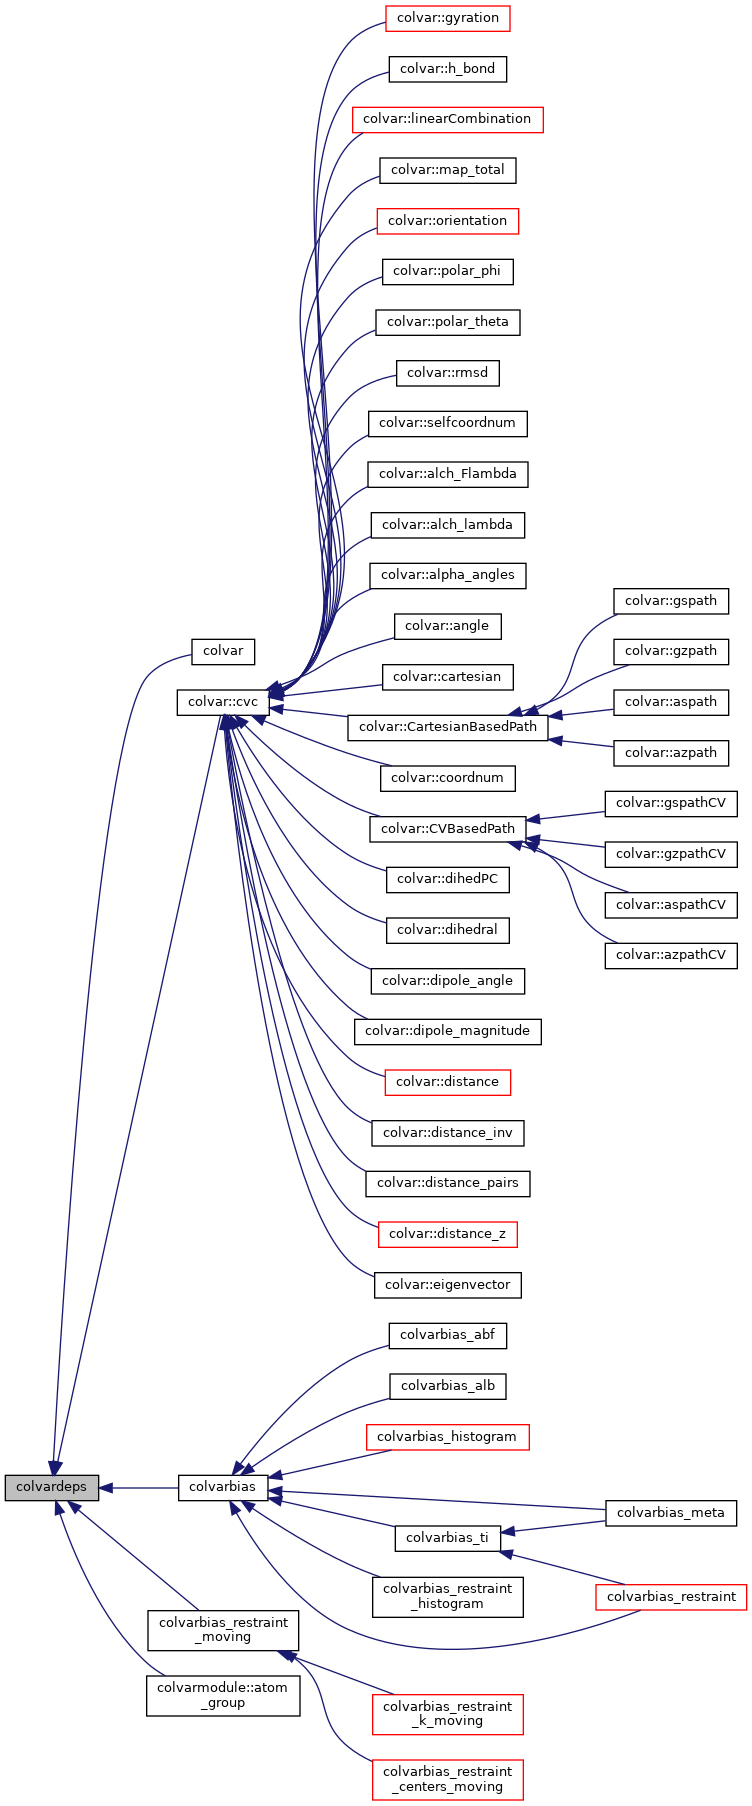 colvar::gyration
colvar::h_bond
colvar::linearCombination
colvar::map_total
colvar::orientation
colvar::polar_phi
colvar::polar_theta
colvar::rmsd
colvar::selfcoordnum
colvar::alch_Flambda
colvar::alch_lambda
colvar::alpha_angles
colvar::gspath
colvar::angle
colvar
colvar::gzpath
colvar::cartesian
colvar::cvc
colvar::aspath
colvar::CartesianBasedPath
colvar::azpath
colvar::coordnum
colvar::gspathCV
colvar::CVBasedPath
colvar::gzpathCV
colvar::dihedPC
colvar::aspathCV
colvar::dihedral
colvar::azpathCV
colvar::dipole_angle
colvar::dipole_magnitude
colvar::distance
colvar::distance_inv
colvar::distance_pairs
colvar::distance_z
colvar::eigenvector
colvarbias_abf
colvarbias_alb
colvarbias_histogram
colvardeps
colvarbias
colvarbias_meta
colvarbias_ti
colvarbias_restraint
_histogram
colvarbias_restraint
colvarbias_restraint
_moving
colvarmodule::atom
_group
colvarbias_restraint
_k_moving
colvarbias_restraint
_centers_moving